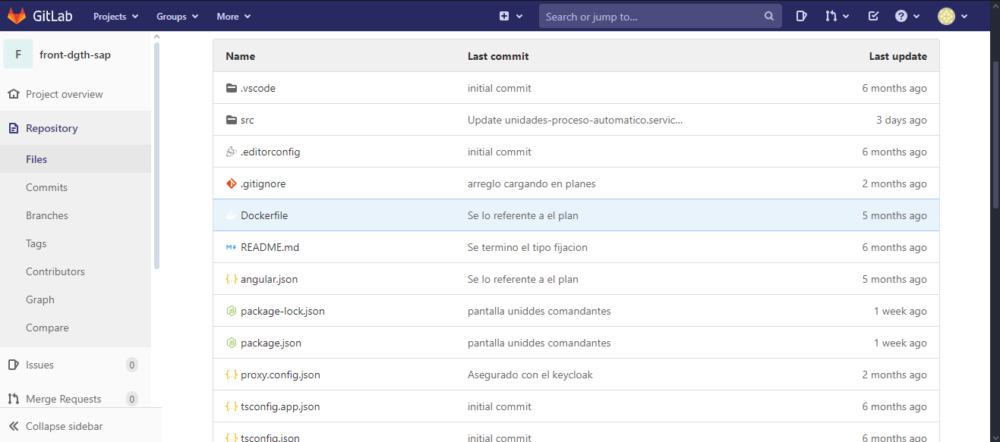 GitLab Projects Groups More Search or jump to...
F front-dgth-sap
Project overview
Repository
Files
Commits
Branches
Tags
Contributors
Graph
Compare
Issues 0
Merge Requests 0
Collapse sidebar
Name Last commit Last update
.vscode initial commit 6 months ago
src Update unidades-proceso-automatico.servic... 3 days ago
.editorconfig initial commit 6 months ago
.gitignore arreglo cargando en planes 2 months ago
Dockerfile Se lo referente a el plan 5 months ago
M↓ README.md Se termino el tipo fijacion 6 months ago
{..} angular.json Se lo referente a el plan 5 months ago
package-lock.json pantalla uniddes comandantes 1 week ago
package.json pantalla uniddes comandantes 1 week ago
{..} proxy.config.json Asegurado con el keycloak 2 months ago
{..} tsconfig.app.json initial commit 6 months ago
{..} tsconfig.json initial commit 6 months ago